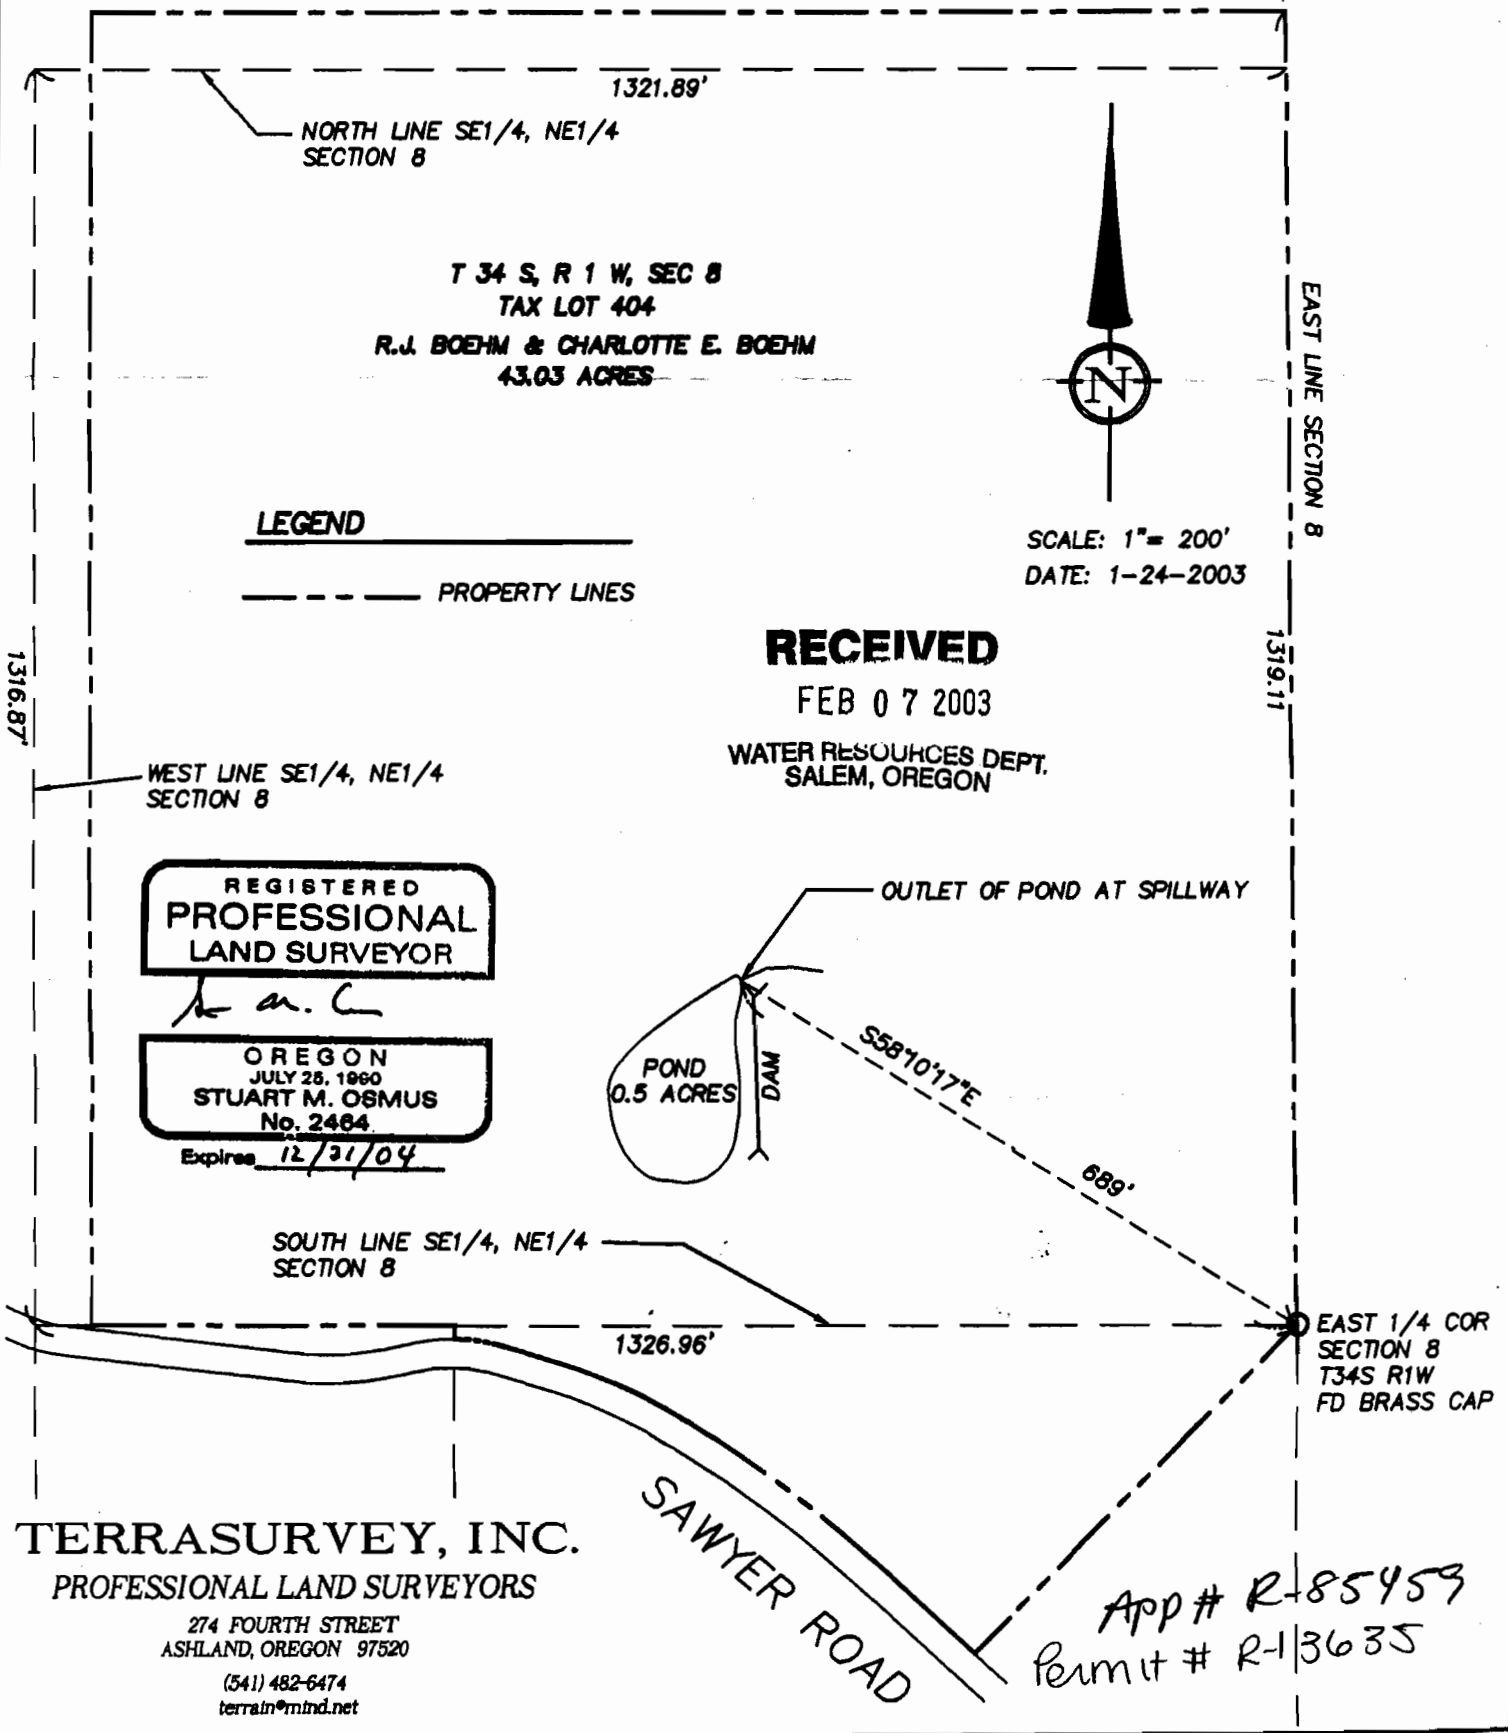 1321.89'
NORTH LINE SE1/4, NE1/4
SECTION 8
T 34 S, R 1 W, SEC 8
TAX LOT 404
R.J. BOEHM & CHARLOTTE E. BOEHM
43.03 ACRES
N
EAST LINE SECTION 8
LEGEND
PROPERTY LINES
SCALE: 1"= 200'
DATE: 1-24-2003
RECEIVED
FEB 07 2003
WATER RESOURCES DEPT.
SALEM, OREGON
1316.87'
1319.11'
WEST LINE SE1/4, NE1/4
SECTION 8
REGISTERED
PROFESSIONAL
LAND SURVEYOR
OREGON
JULY 25, 1990
STUART M. OSMUS
No. 2464
Expires 12/31/04
OUTLET OF POND AT SPILLWAY
POND
0.5 ACRES
DAM
S58°10'17"E
689'
SOUTH LINE SE1/4, NE1/4
SECTION 8
1326.96'
EAST 1/4 COR
SECTION 8
T34S R1W
FD BRASS CAP
SAWYER ROAD
TERRASURVEY, INC.
PROFESSIONAL LAND SURVEYORS
274 FOURTH STREET
ASHLAND, OREGON 97520
(541) 482-6474
terrain@mind.net
App # R-85459
Permit # R-13635